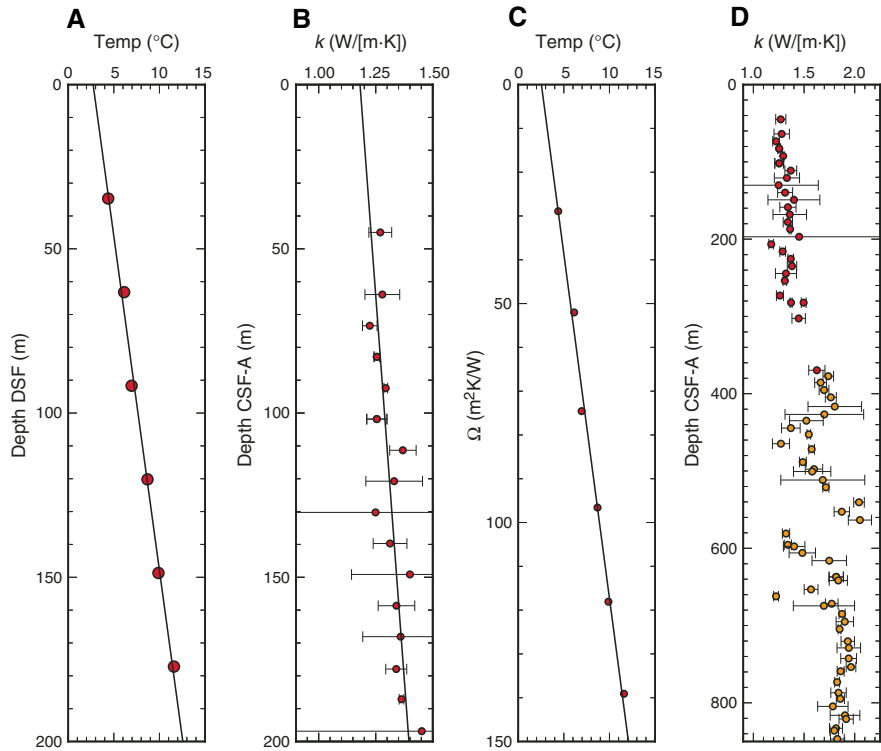 A
Temp (°C)
0 5 10 15
0
50
100
150
200
Depth DSF (m)
B
k (W/[m·K])
1.00 1.25 1.50
0
50
100
150
200
Depth CSF-A (m)
C
Temp (°C)
0 5 10 15
0
50
100
150
Ω (m²K/W)
D
k (W/[m·K])
1.0 1.5 2.0
0
200
400
600
800
Depth CSF-A (m)